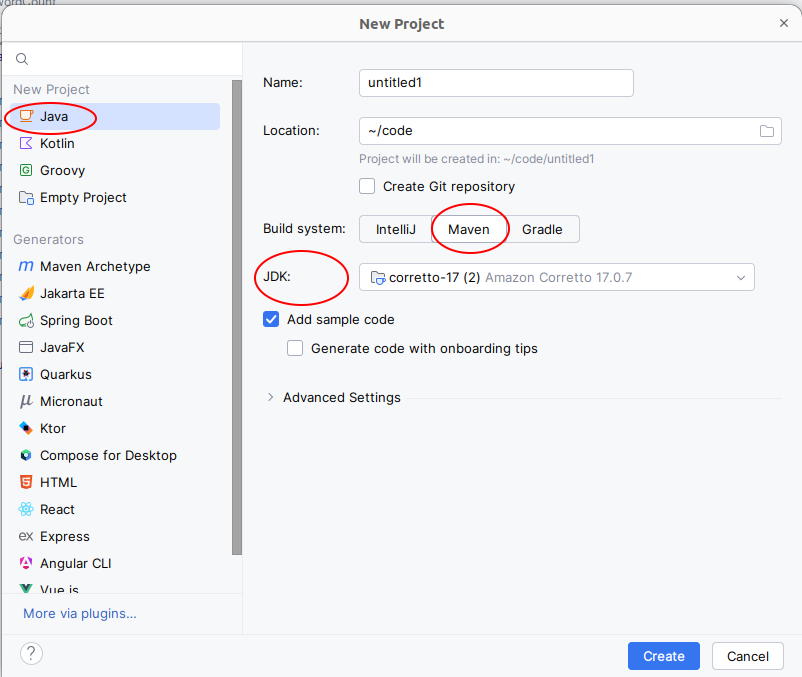 New Project
New Project
Java
Kotlin
Groovy
Empty Project
Generators
Maven Archetype
Jakarta EE
Spring Boot
JavaFX
Quarkus
Micronaut
Ktor
Compose for Desktop
HTML
React
Express
Angular CLI
Vue.js
More via plugins...
Name: untitled1
Location: ~/code
Project will be created in: ~/code/untitled1
Create Git repository
Build system: IntelliJ Maven Gradle
JDK: corretto-17 (2) Amazon Corretto 17.0.7
Add sample code
Generate code with onboarding tips
Advanced Settings
? Create Cancel